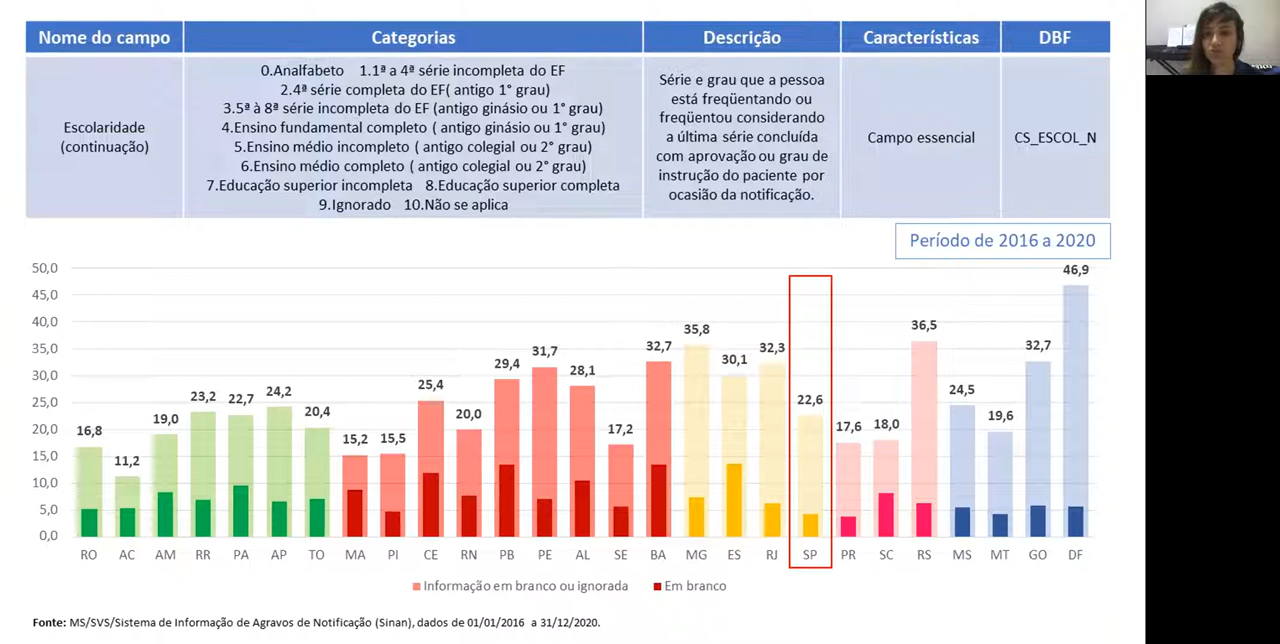 Nome do campo
Categorias
Descrição
Características
DBF
Escolaridade
(continuação)
0.Analfabeto 1.1ª a 4ª série incompleta do EF
2.4ª série completa do EF( antigo 1° grau)
3.5ª à 8ª série incompleta do EF (antigo ginásio ou 1° grau)
4.Ensino fundamental completo ( antigo ginásio ou 1° grau)
5.Ensino médio incompleto ( antigo colegial ou 2° grau)
6.Ensino médio completo ( antigo colegial ou 2° grau)
7.Educação superior incompleta 8.Educação superior completa
9.Ignorado 10.Não se aplica
Série e grau que a pessoa
está freqüentando ou
freqüentou considerando
a última série concluída
com aprovação ou grau de
instrução do paciente por
ocasião da notificação.
Campo essencial
CS_ESCOL_N
Período de 2016 a 2020
50,0
45,0
40,0
35,0
30,0
25,0
20,0
15,0
10,0
5,0
0,0
16,8
11,2
19,0
23,2
22,7
24,2
20,4
15,2
15,5
25,4
20,0
29,4
31,7
28,1
17,2
32,7
35,8
30,1
32,3
22,6
17,6
18,0
36,5
24,5
19,6
32,7
46,9
RO AC AM RR PA AP TO MA PI CE RN PB PE AL SE BA MG ES RJ SP PR SC RS MS MT GO DF
Informação em branco ou ignorada
Em branco
Fonte: MS/SVS/Sistema de Informação de Agravos de Notificação (Sinan), dados de 01/01/2016 a 31/12/2020.